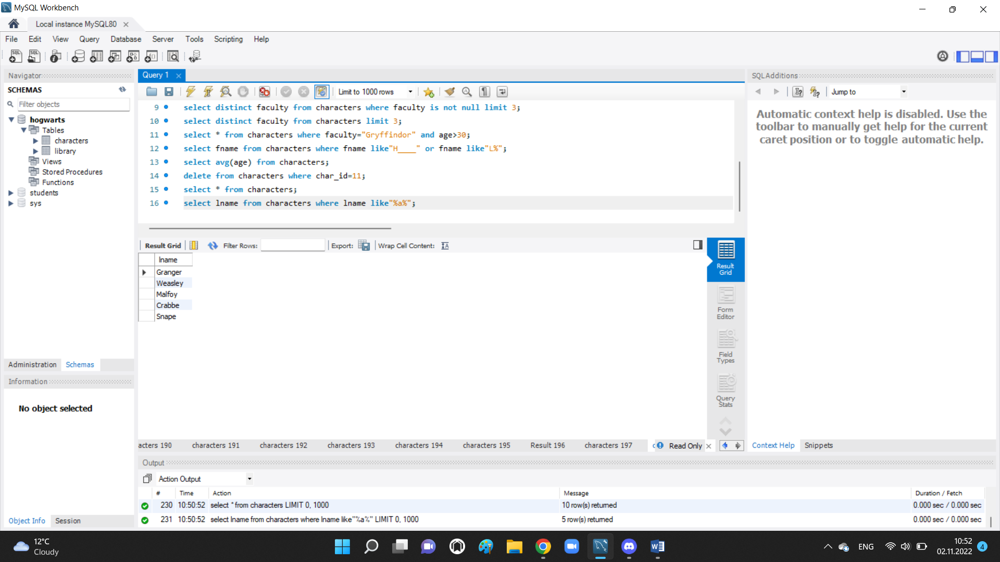 MySQL Workbench
Local instance MySQL80
File Edit View Query Database Server Tools Scripting Help
Navigator
SCHEMAS
Filter objects
hogwarts
Tables
characters
library
Views
Stored Procedures
Functions
students
sys
Administration Schemas
Information
No object selected
Object Info Session
Query 1
Limit to 1000 rows
9 select distinct faculty from characters where faculty is not null limit 3;
10 select distinct faculty from characters limit 3;
11 select * from characters where faculty="Gryffindor" and age>30;
12 select fname from characters where fname like"H____" or fname like"L%";
13 select avg(age) from characters;
14 delete from characters where char_id=11;
15 select * from characters;
16 select lname from characters where lname like"%a%";
Result Grid Filter Rows: Export: Wrap Cell Content:
lname
Granger
Weasley
Malfoy
Crabbe
Snape
Result Grid
Form Editor
Field Types
Query Stats
acters 190 characters 191 characters 192 characters 193 characters 194 characters 195 Result 196 characters 197 Read Only
SQLAdditions
Jump to
Automatic context help is disabled. Use the
toolbar to manually get help for the current
caret position or to toggle automatic help.
Context Help Snippets
Output
Action Output
# Time Action Message Duration / Fetch
230 10:50:52 select * from characters LIMIT 0, 1000 10 row(s) returned 0.000 sec / 0.000 sec
231 10:50:52 select lname from characters where lname like"%a%" LIMIT 0, 1000 5 row(s) returned 0.000 sec / 0.000 sec
12°C
Cloudy
ENG
10:52
02.11.2022
4